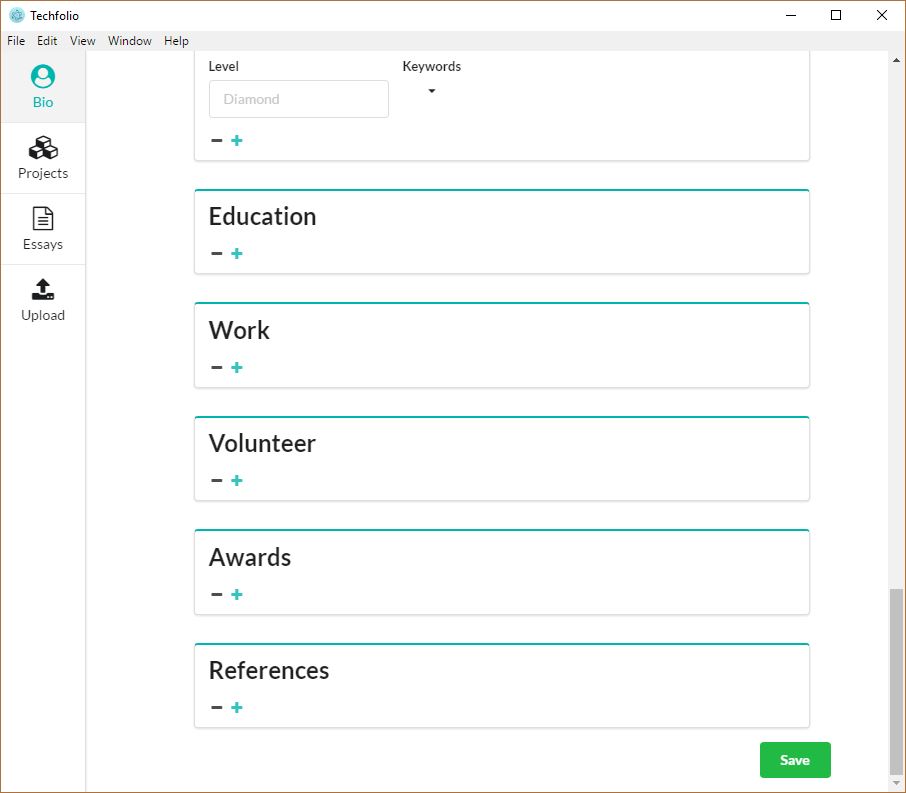 Techfolio
File Edit View Window Help
Bio
Projects
Essays
Upload
Level Keywords
Diamond
Education
Work
Volunteer
Awards
References
Save